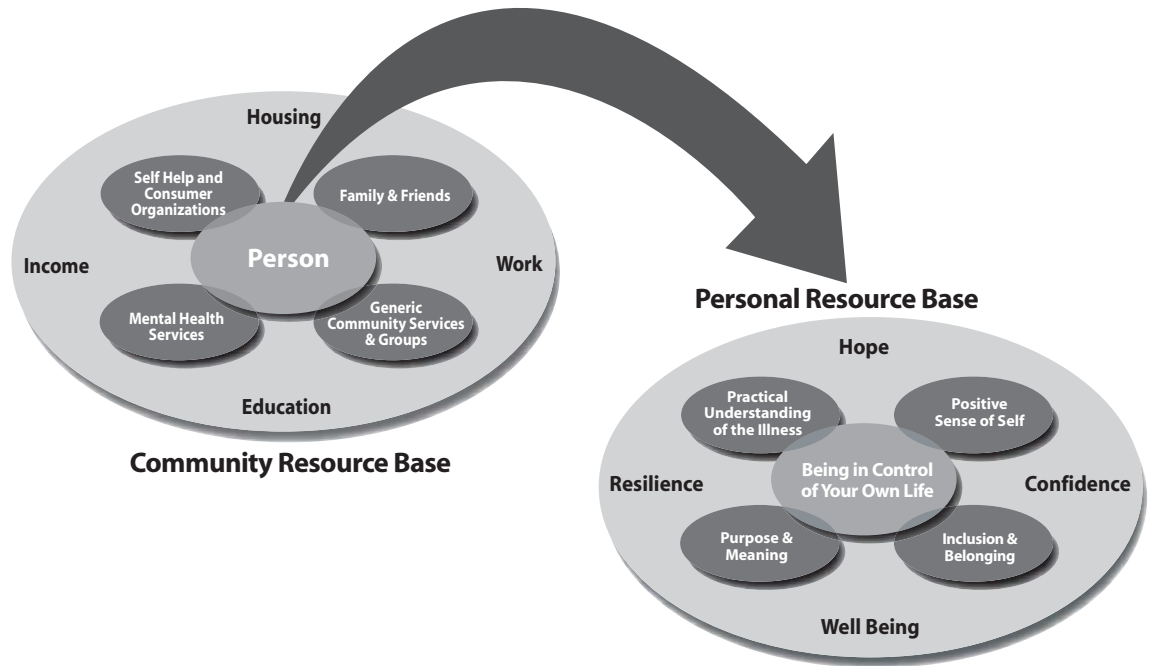 Housing
Self Help and
Consumer
Organizations
Family & Friends
Person
Income
Work
Mental Health
Services
Generic
Community Services
& Groups
Education
Community Resource Base
Personal Resource Base
Hope
Practical
Understanding
of the Illness
Positive
Sense of Self
Being in Control
of Your Own Life
Resilience
Confidence
Purpose &
Meaning
Inclusion &
Belonging
Well Being